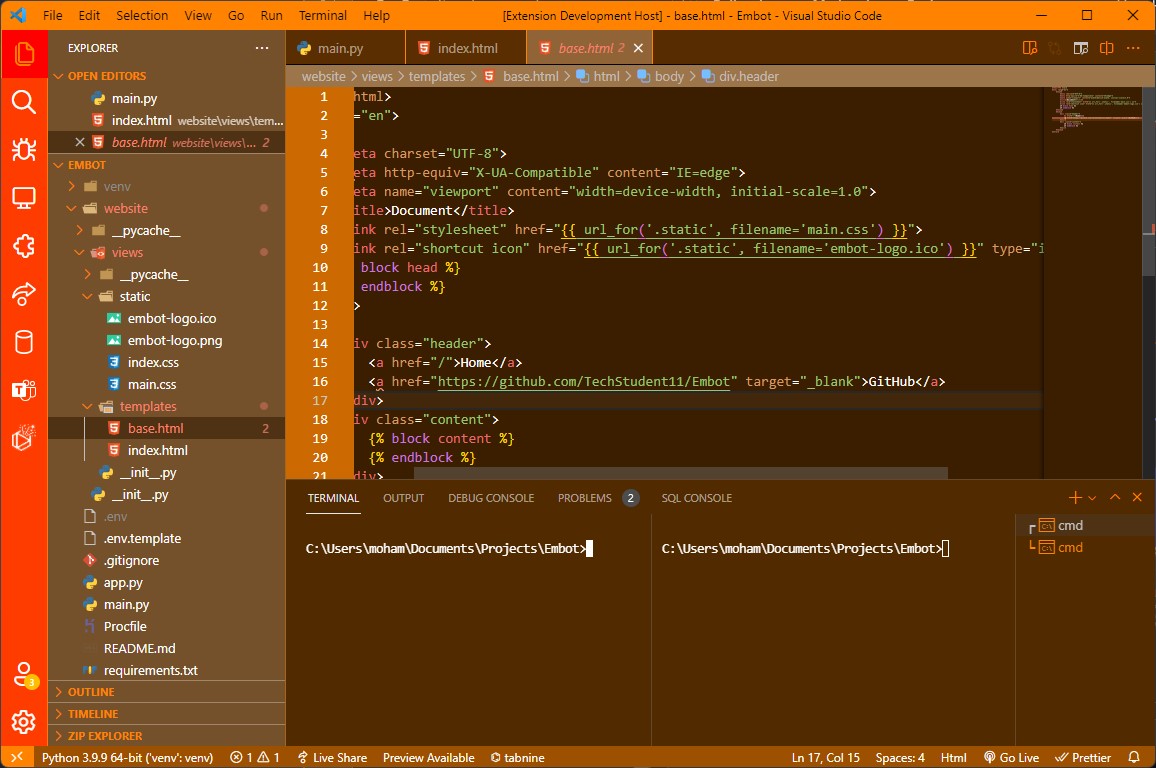 File Edit Selection View Go Run Terminal Help [Extension Development Host] - base.html - Embot - Visual Studio Code
EXPLORER
OPEN EDITORS
main.py
index.html website\views\tem...
base.html website\views\... 2
EMBOT
venv
website
__pycache__
views
__pycache__
static
embot-logo.ico
embot-logo.png
index.css
main.css
templates
base.html 2
index.html
__init__.py
__init__.py
.env
.env.template
.gitignore
app.py
main.py
Procfile
README.md
requirements.txt
OUTLINE
TIMELINE
ZIP EXPLORER
3
main.py index.html base.html 2
website > views > templates > base.html > html > body > div.header
1 html>
2 ="en">
3
4 eta charset="UTF-8">
5 eta http-equiv="X-UA-Compatible" content="IE=edge">
6 eta name="viewport" content="width=device-width, initial-scale=1.0">
7 itle>Document</title>
8 ink rel="stylesheet" href="{{ url_for('.static', filename='main.css') }}">
9 ink rel="shortcut icon" href="{{ url_for('.static', filename='embot-logo.ico') }}" type="i
10 block head %}
11 endblock %}
12 >
13
14 iv class="header">
15 <a href="/">Home</a>
16 <a href="https://github.com/TechStudent11/Embot" target="_blank">GitHub</a>
17 div>
18 iv class="content">
19 {% block content %}
20 {% endblock %}
21 div>
TERMINAL OUTPUT DEBUG CONSOLE PROBLEMS 2 SQL CONSOLE
C:\Users\moham\Documents\Projects\Embot> C:\Users\moham\Documents\Projects\Embot>
cmd
cmd
Python 3.9.9 64-bit ('venv': venv) 1 1 Live Share Preview Available tabnine Ln 17, Col 15 Spaces: 4 Html Go Live Prettier